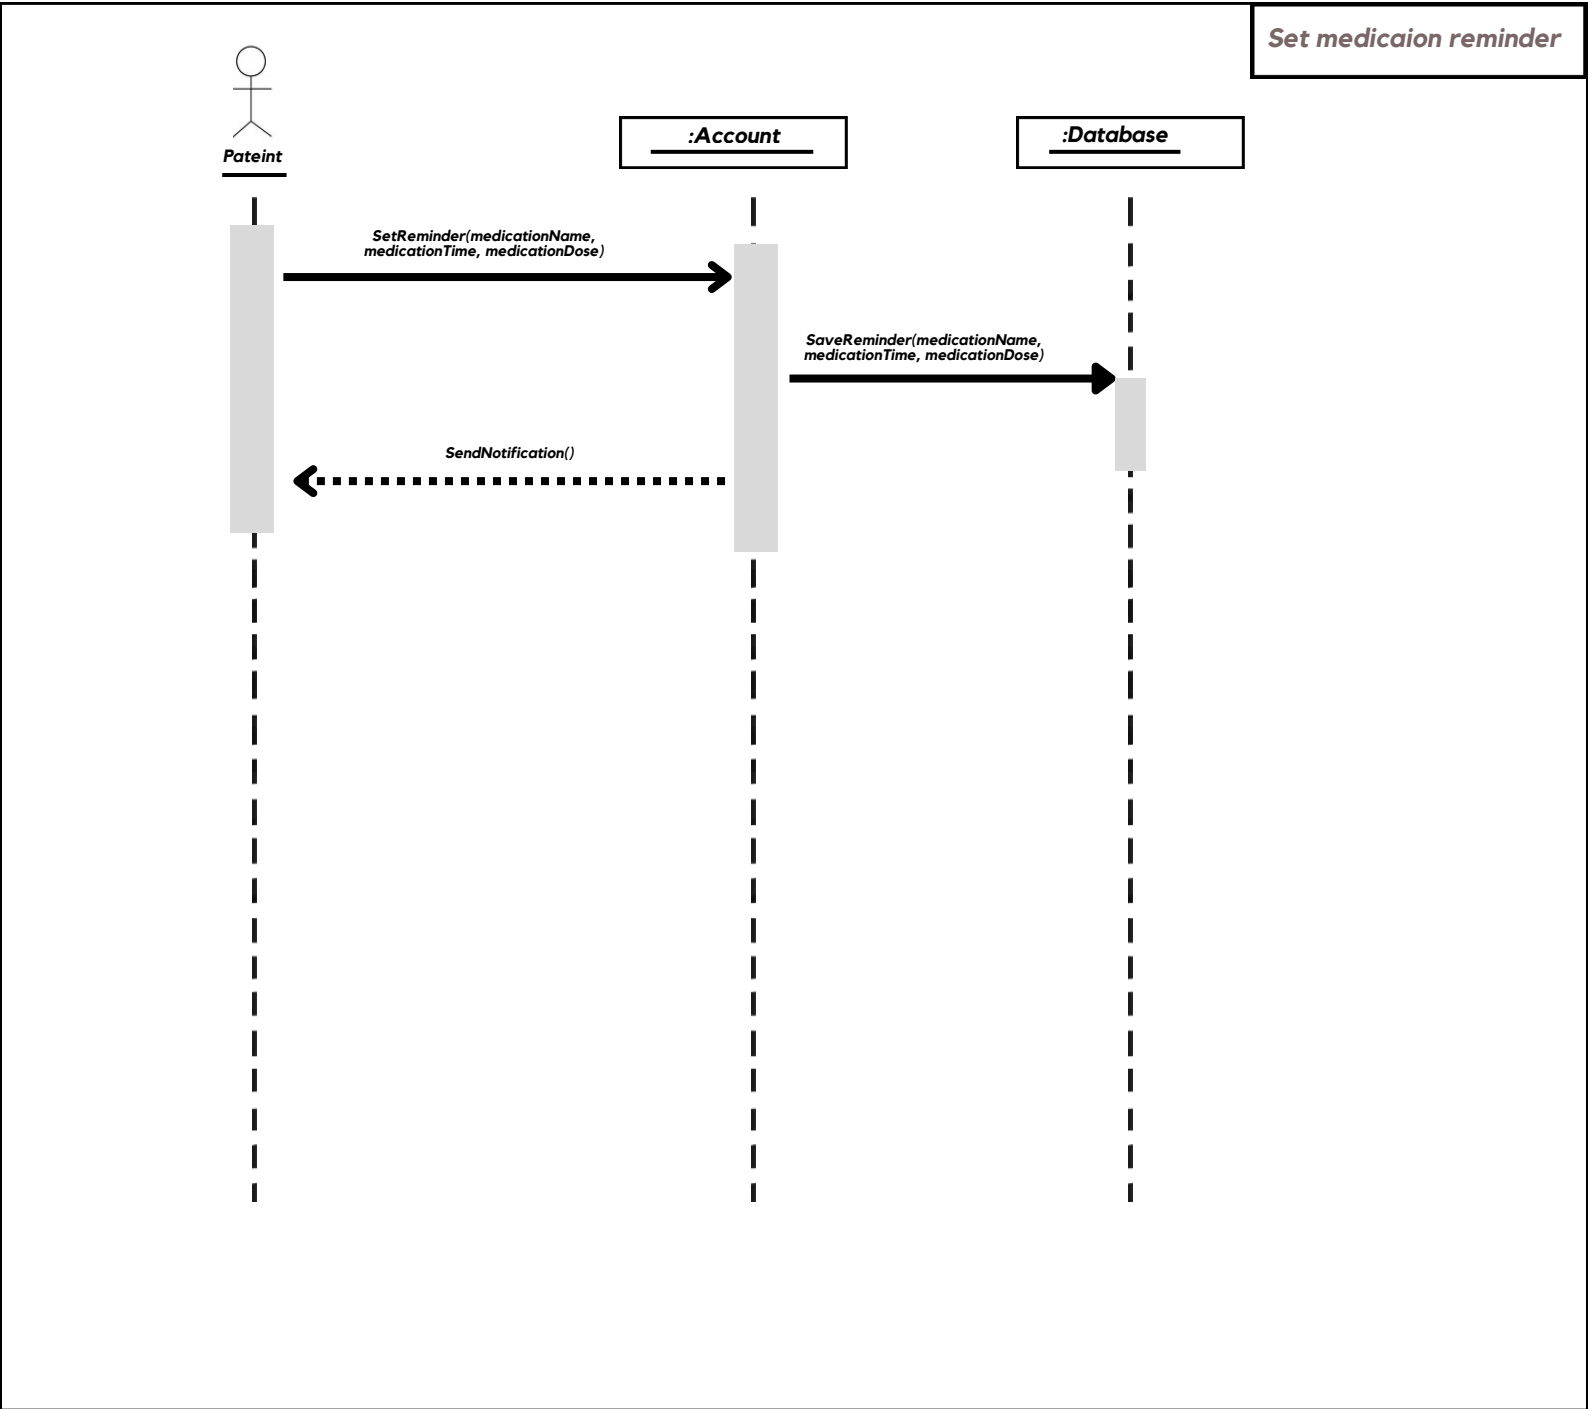 Set medicaion reminder
Pateint
:Account
:Database
SetReminder(medicationName,
medicationTime, medicationDose)
SaveReminder(medicationName,
medicationTime, medicationDose)
SendNotification()